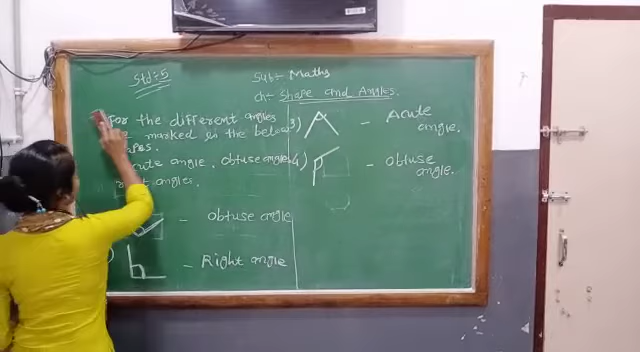 Std:-5
Sub:- Maths
ch:- Shape and Angles.
For the different angles
marked in the below
angle. obtuse angle
angles.
- obtuse angle
- Right angle
3) - Acute
angle.
4) - obtuse
angle.